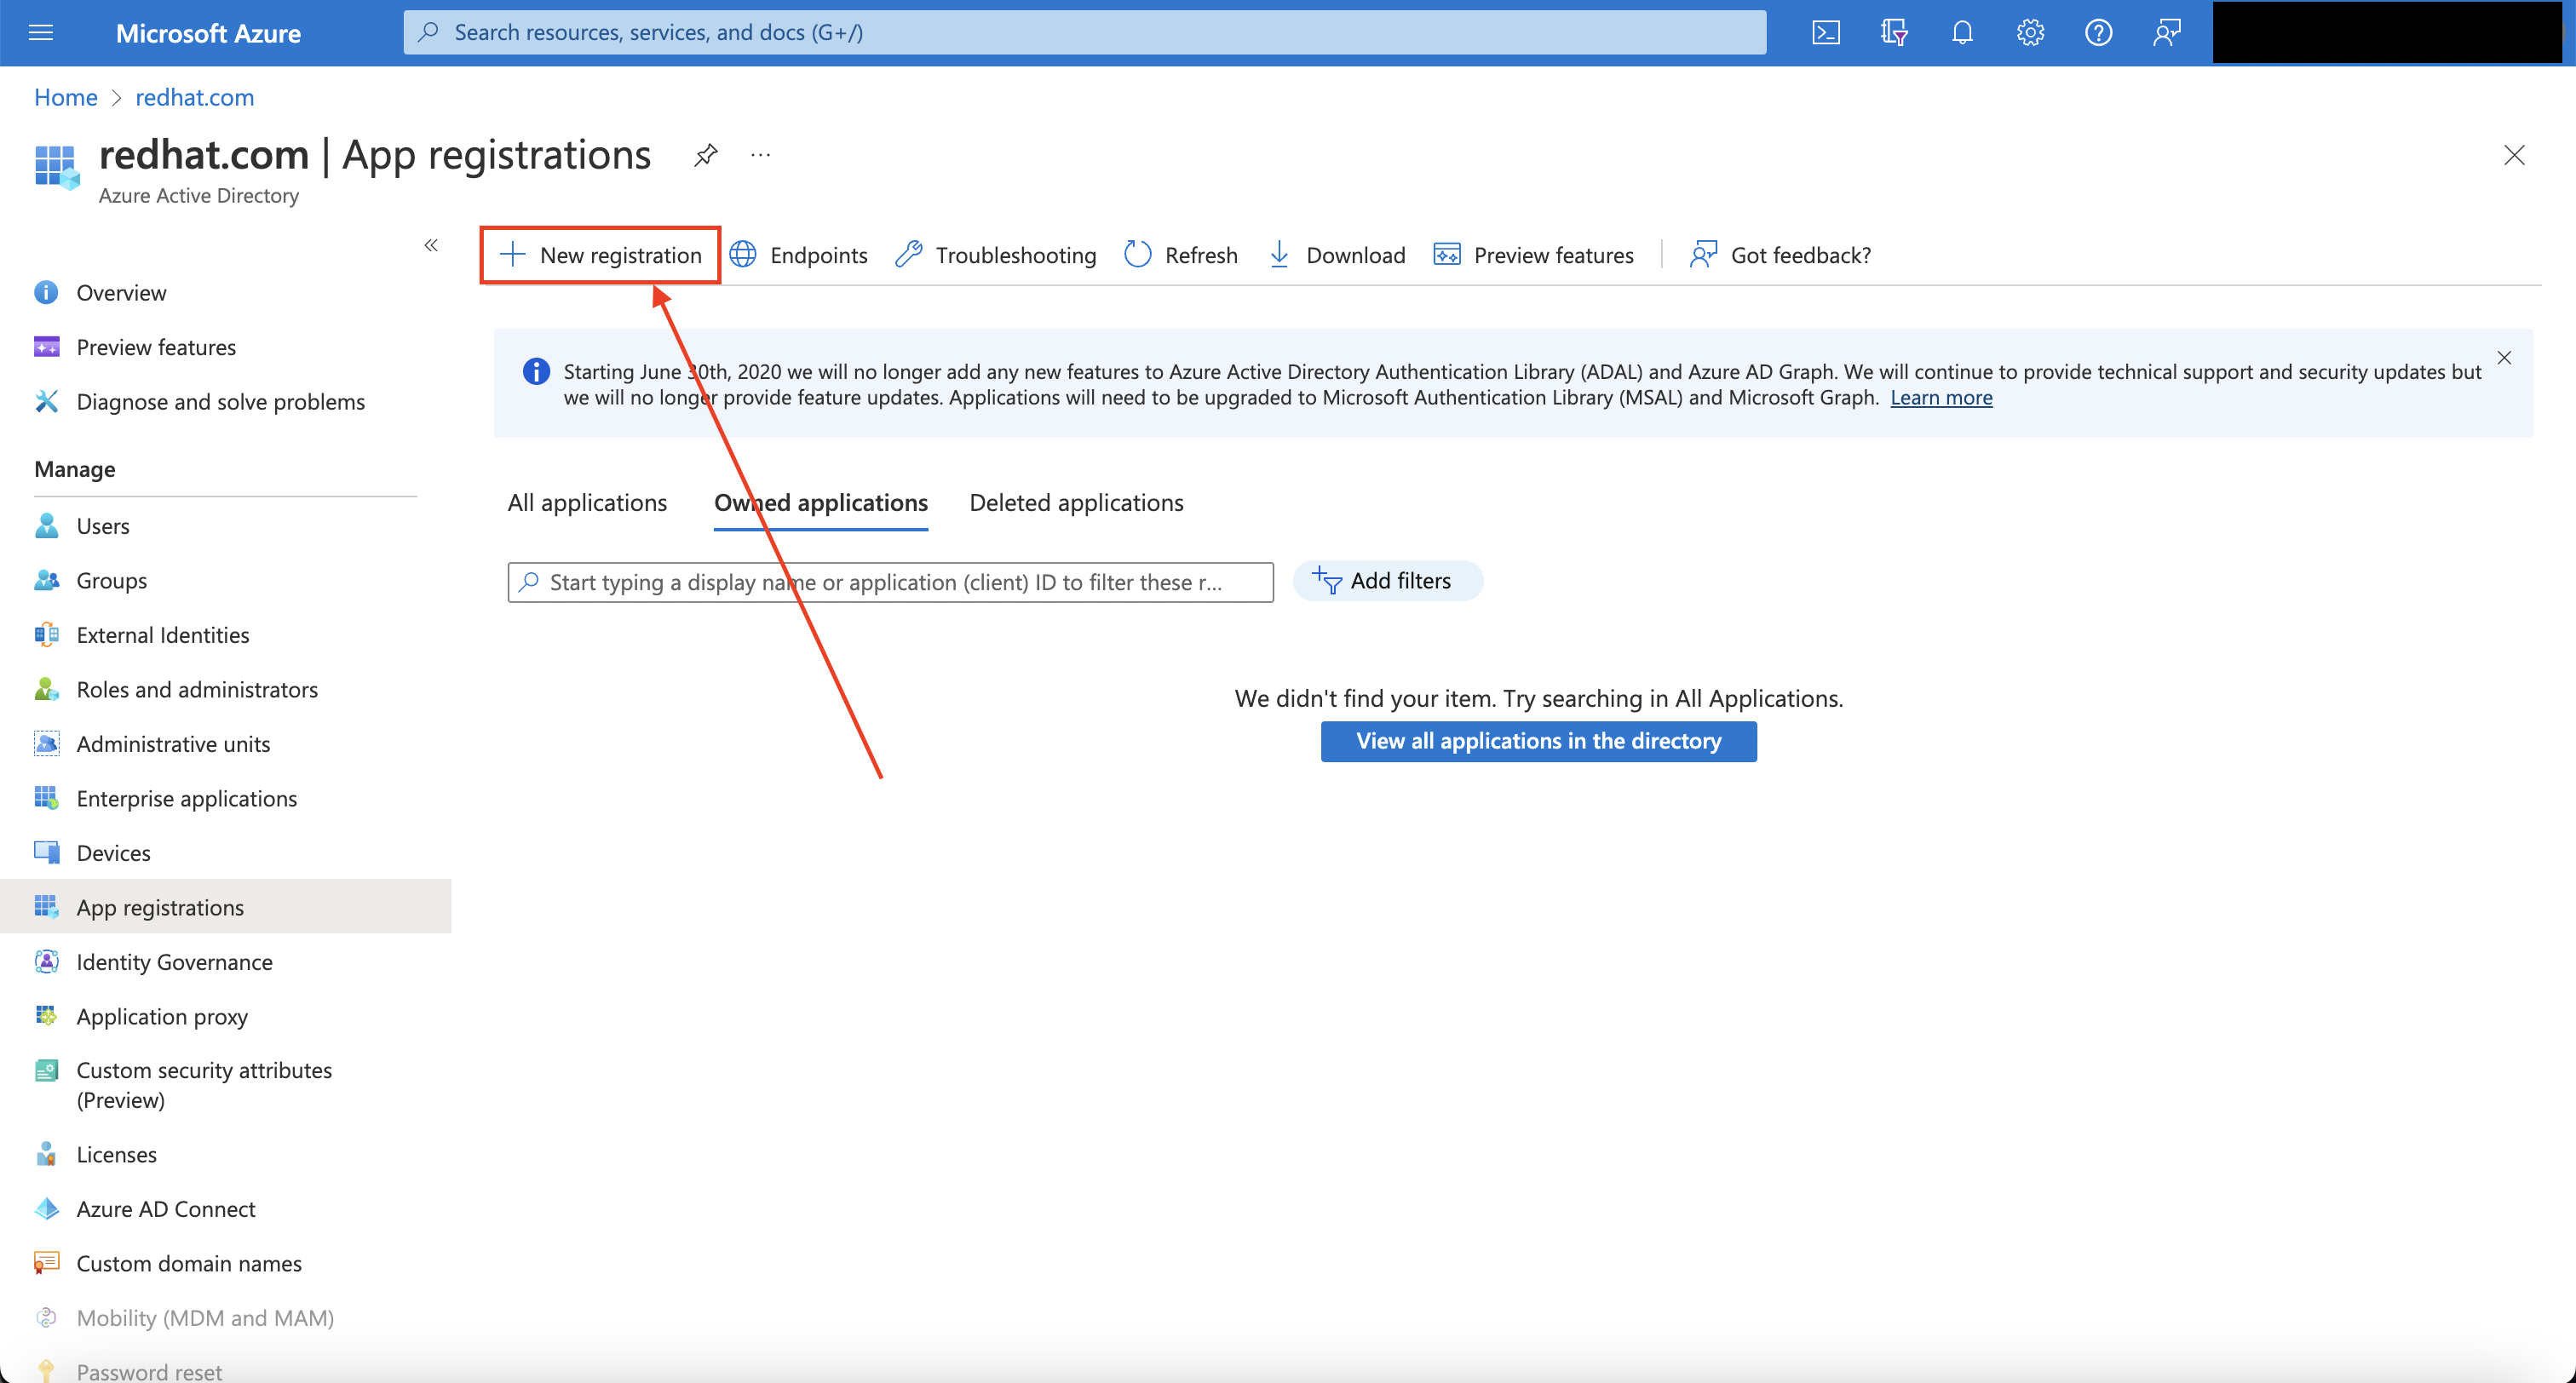 Microsoft Azure
Search resources, services, and docs (G+/)
Home > redhat.com
redhat.com | App registrations
...
Azure Active Directory
«
Overview
Preview features
Diagnose and solve problems
Manage
Users
Groups
External Identities
Roles and administrators
Administrative units
Enterprise applications
Devices
App registrations
Identity Governance
Application proxy
Custom security attributes
(Preview)
Licenses
Azure AD Connect
Custom domain names
Mobility (MDM and MAM)
Password reset
New registration
Endpoints
Troubleshooting
Refresh
Download
Preview features
Got feedback?
Starting June 30th, 2020 we will no longer add any new features to Azure Active Directory Authentication Library (ADAL) and Azure AD Graph. We will continue to provide technical support and security updates but
we will no longer provide feature updates. Applications will need to be upgraded to Microsoft Authentication Library (MSAL) and Microsoft Graph. Learn more
All applications
Owned applications
Deleted applications
Start typing a display name or application (client) ID to filter these r...
Add filters
We didn't find your item. Try searching in All Applications.
View all applications in the directory